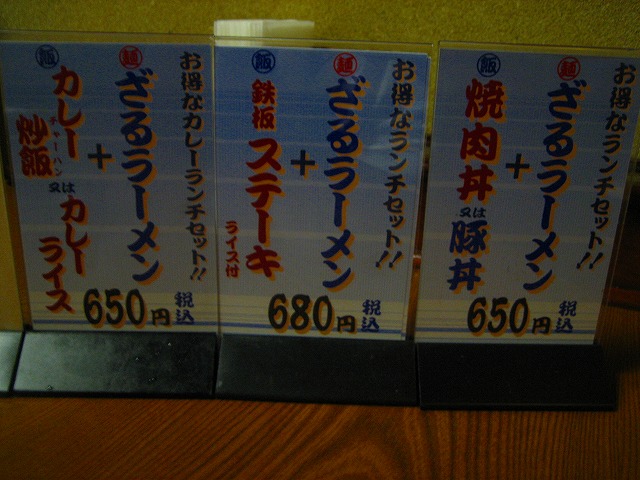 お得なカレーランチセット!!
麺 ざるラーメン
+
飯 カレー炒飯
チャーハン
又は
カレーライス
650円 税込
お得なランチセット!!
麺 ざるラーメン
+
飯 鉄板 ステーキ
ライス付
680円 税込
お得なランチセット!!
麺 ざるラーメン
+
飯 焼肉丼
又は
豚丼
650円 税込